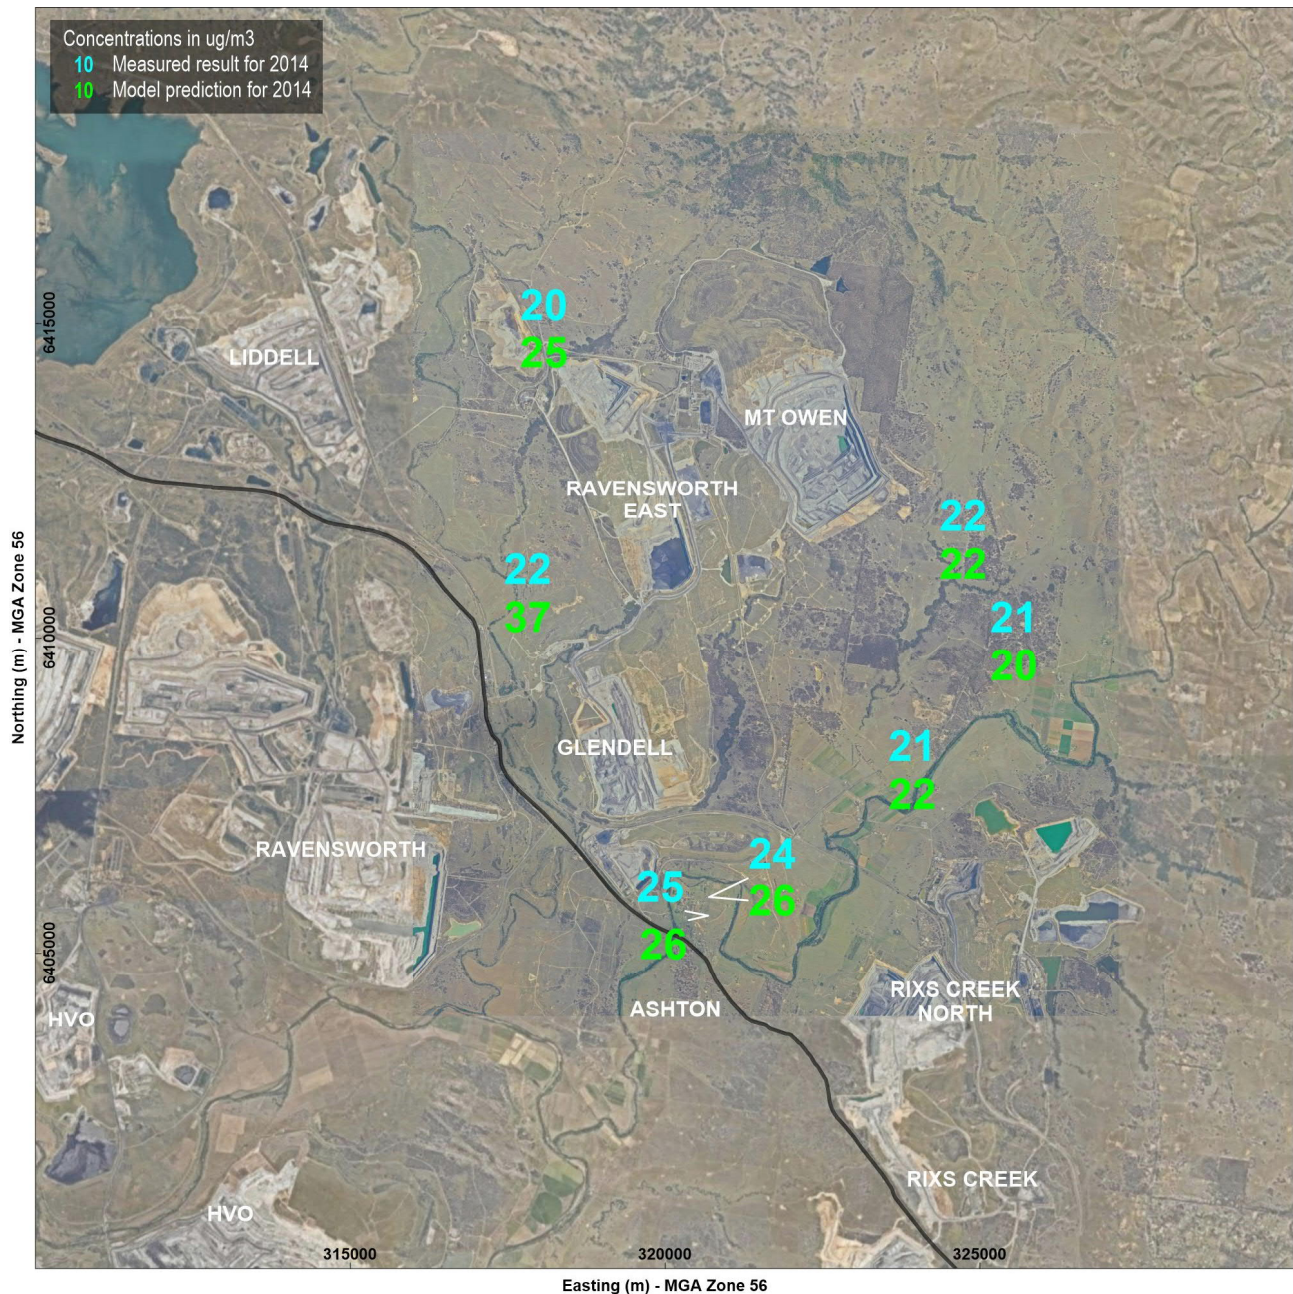 Concentrations in ug/m3
10 Measured result for 2014
10 Model prediction for 2014
20
25
LIDDELL
MT OWEN
RAVENSWORTH
EAST
22
22
22
37
21
20
GLENDELL
21
22
RAVENSWORTH
24
25
26
26
RIXS CREEK
NORTH
ASHTON
HVO
RIXS CREEK
HVO
6415000
6410000
6405000
Northing (m) - MGA Zone 56
315000
320000
325000
Easting (m) - MGA Zone 56